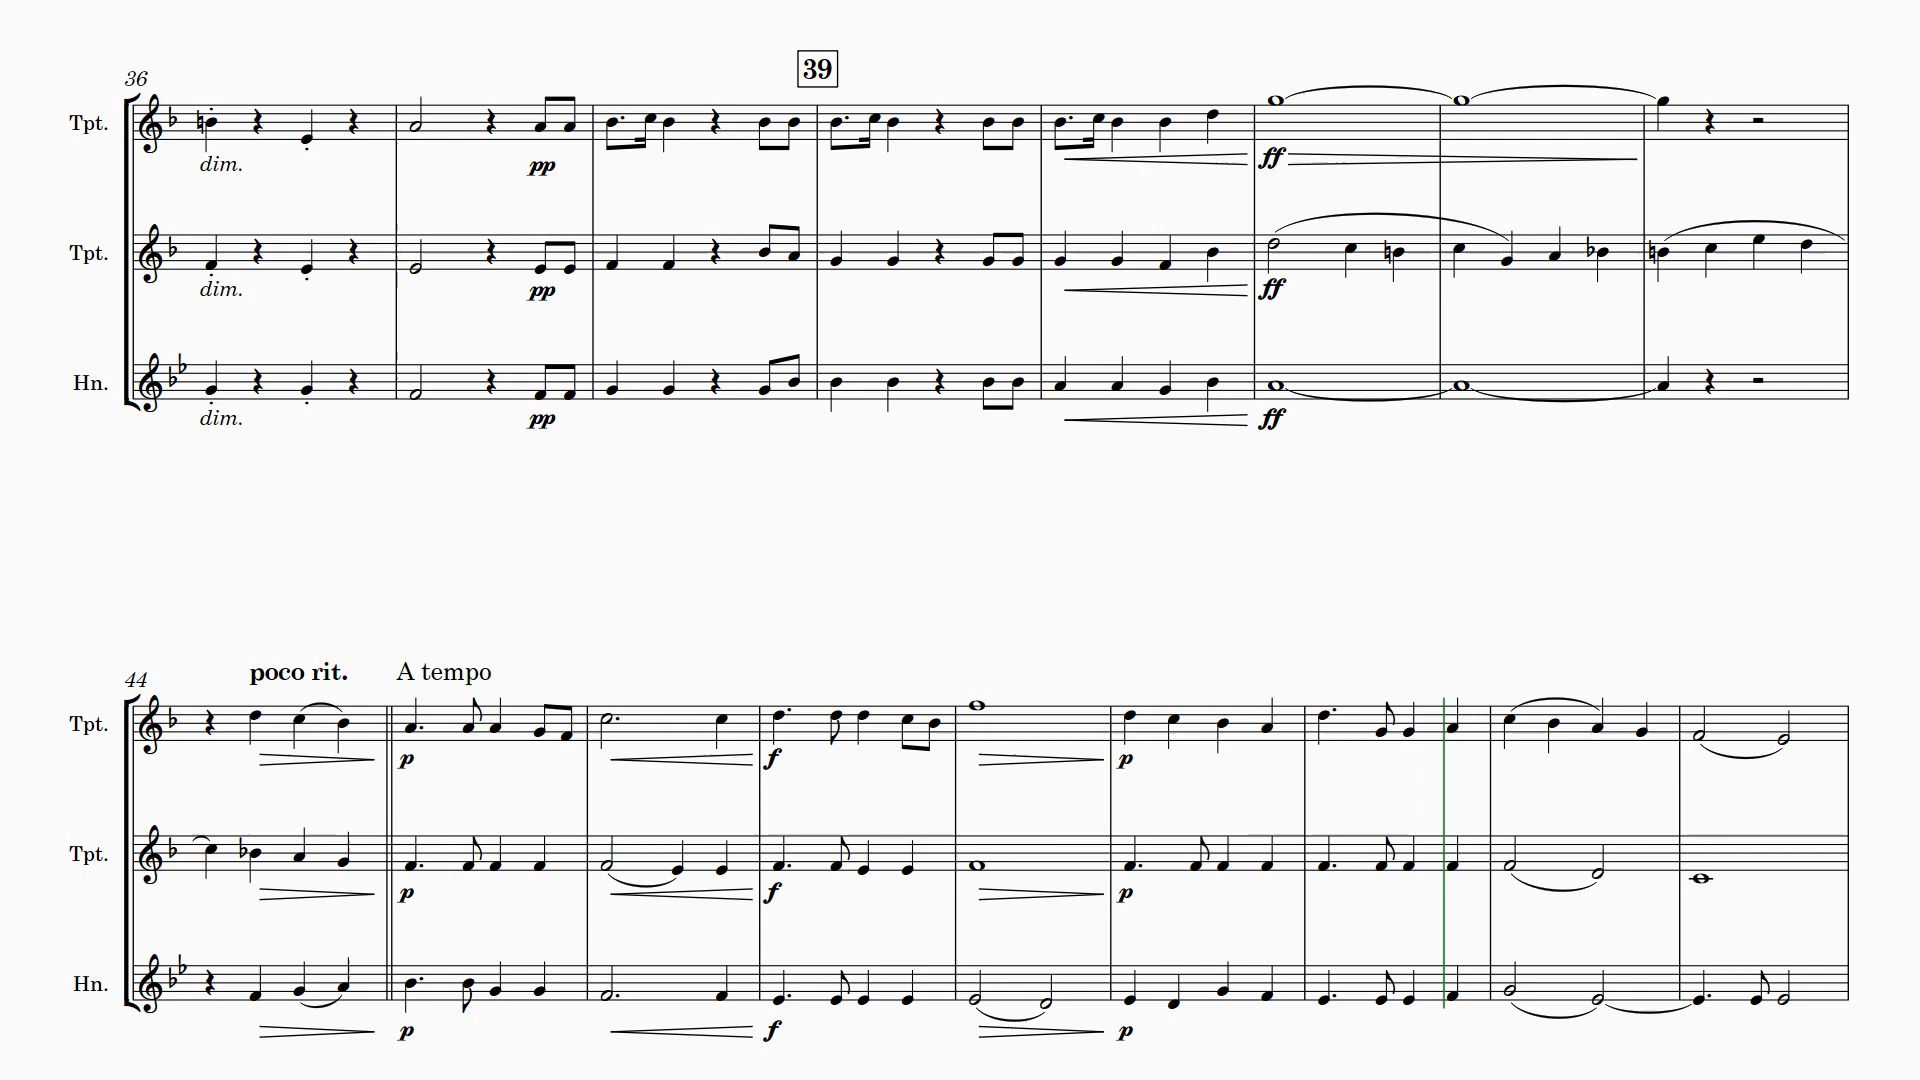 39
36
Tpt.
dim.
pp
ff
Tpt.
dim.
pp
ff
Hn.
dim.
pp
ff
44
poco rit.
A tempo
Tpt.
p
f
p
Tpt.
p
f
p
Hn.
p
f
p